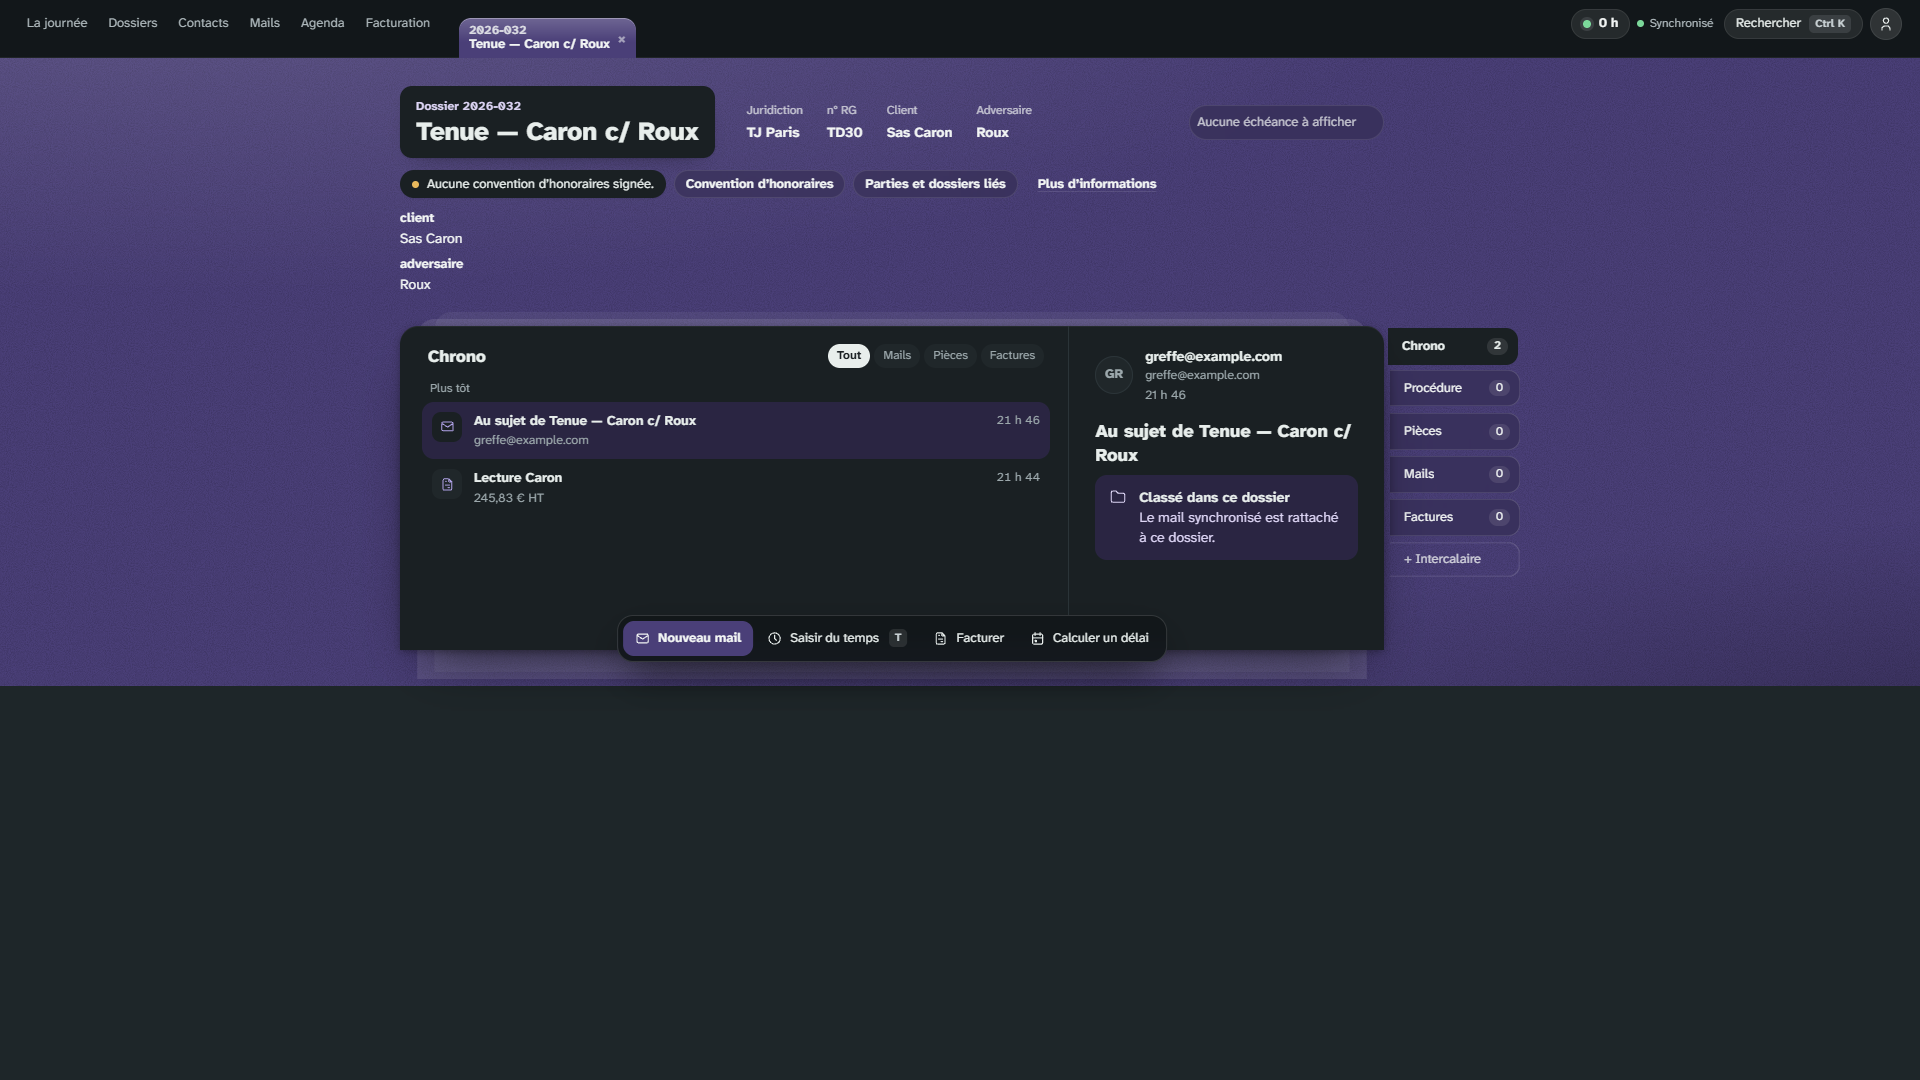 La journée
Dossiers
Contacts
Mails
Agenda
Facturation
2026-032
Tenue — Caron c/ Roux
×
0 h
Synchronisé
Rechercher Ctrl K
Dossier 2026-032
Tenue — Caron c/ Roux
Juridiction
TJ Paris
n° RG
TD30
Client
Sas Caron
Adversaire
Roux
Aucune échéance à afficher
Aucune convention d’honoraires signée.
Convention d’honoraires
Parties et dossiers liés
Plus d’informations
client
Sas Caron
adversaire
Roux
Chrono
Tout
Mails
Pièces
Factures
Plus tôt
Au sujet de Tenue — Caron c/ Roux
21 h 46
greffe@example.com
Lecture Caron
21 h 44
245,83 € HT
GR
greffe@example.com
greffe@example.com
21 h 46
Au sujet de Tenue — Caron c/
Roux
Classé dans ce dossier
Le mail synchronisé est rattaché
à ce dossier.
Chrono 2
Procédure 0
Pièces 0
Mails 0
Factures 0
+ Intercalaire
Nouveau mail
Saisir du temps T
Facturer
Calculer un délai